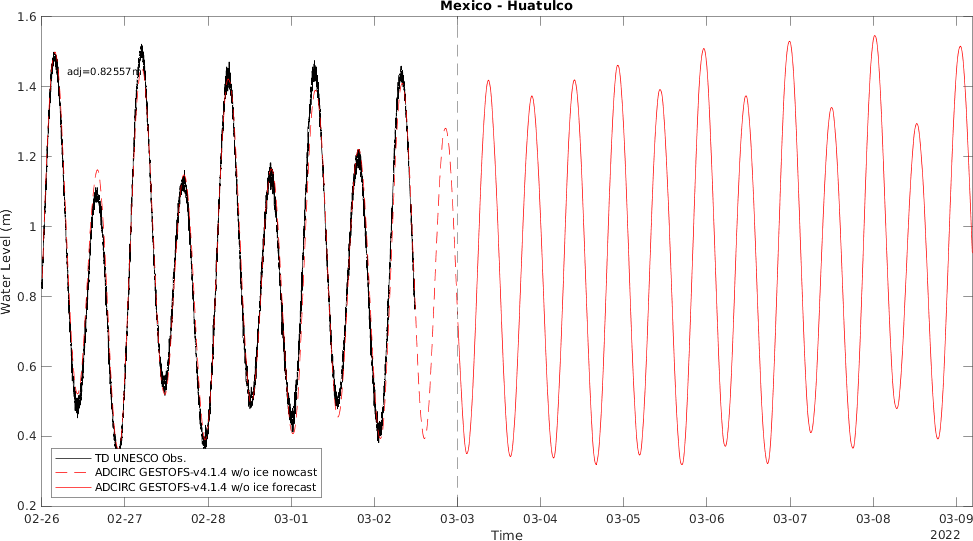 Mexico - Huatulco
1.6
1.4
1.2
1
0.8
0.6
0.4
0.2
Water Level (m)
adj=0.82557m
TD UNESCO Obs.
ADCIRC GESTOFS-v4.1.4 w/o ice nowcast
ADCIRC GESTOFS-v4.1.4 w/o ice forecast
02-26 02-27 02-28 03-01 03-02 03-03 03-04 03-05 03-06 03-07 03-08 03-09
Time
2022